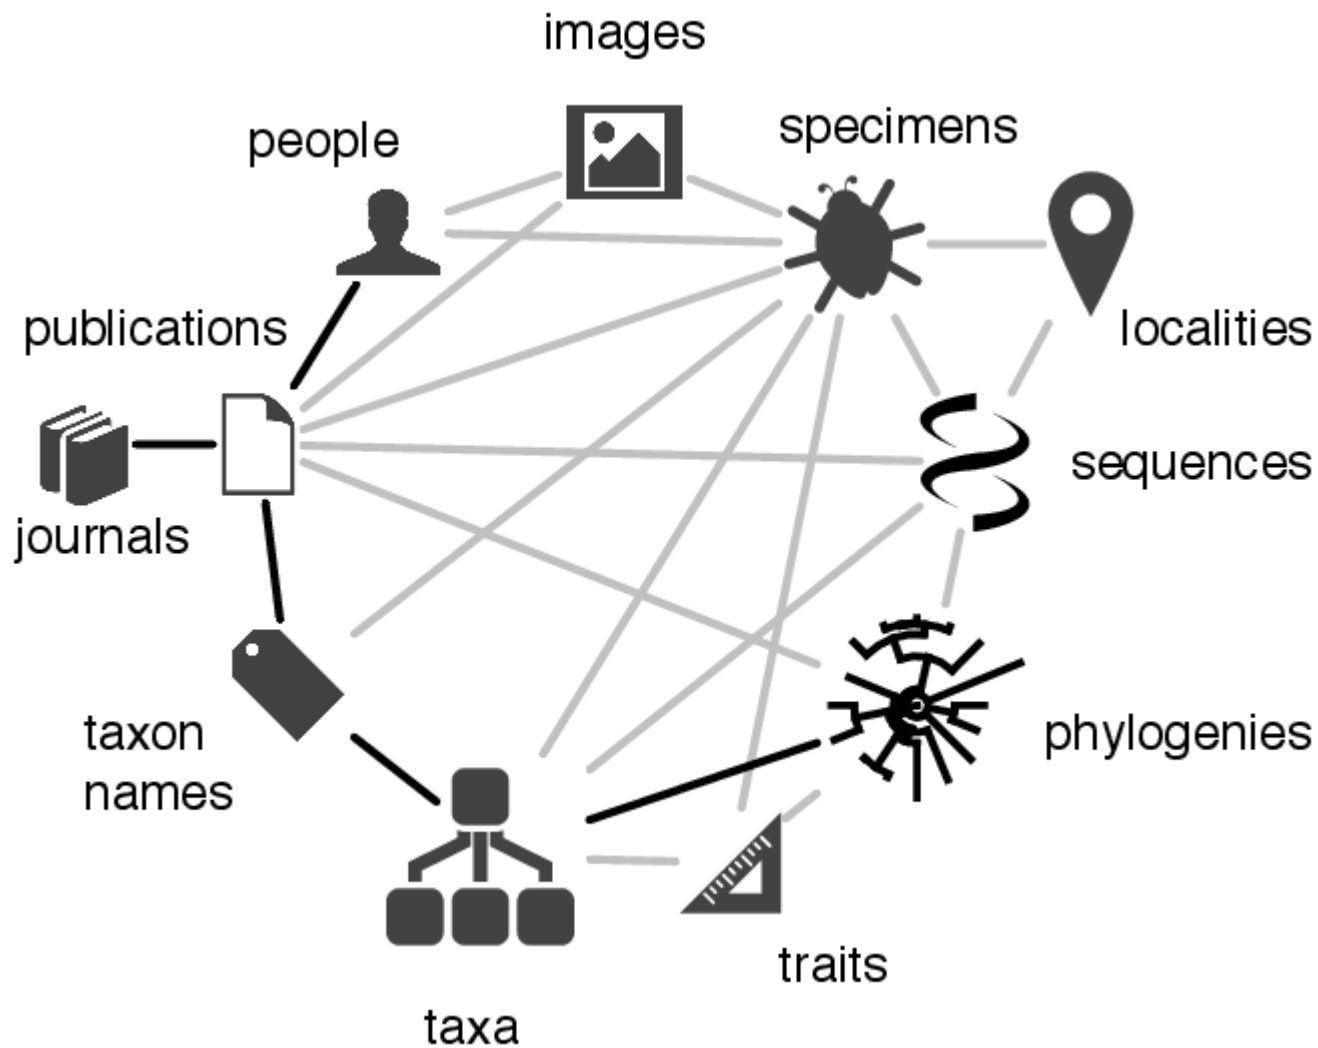 images
people
specimens
publications
localities
journals
sequences
taxon
names
phylogenies
traits
taxa